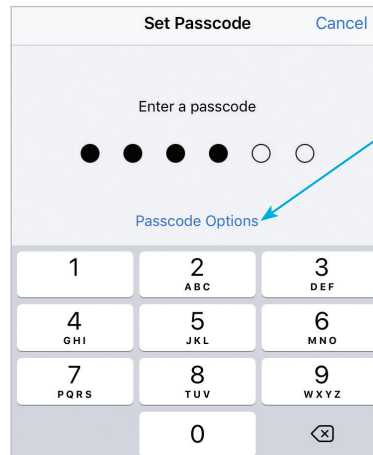 Set Passcode Cancel
Enter a passcode
Passcode Options
1 2 3
ABC DEF
4 5 6
GHI JKL MNO
7 8 9
PQRS TUV WXYZ
0